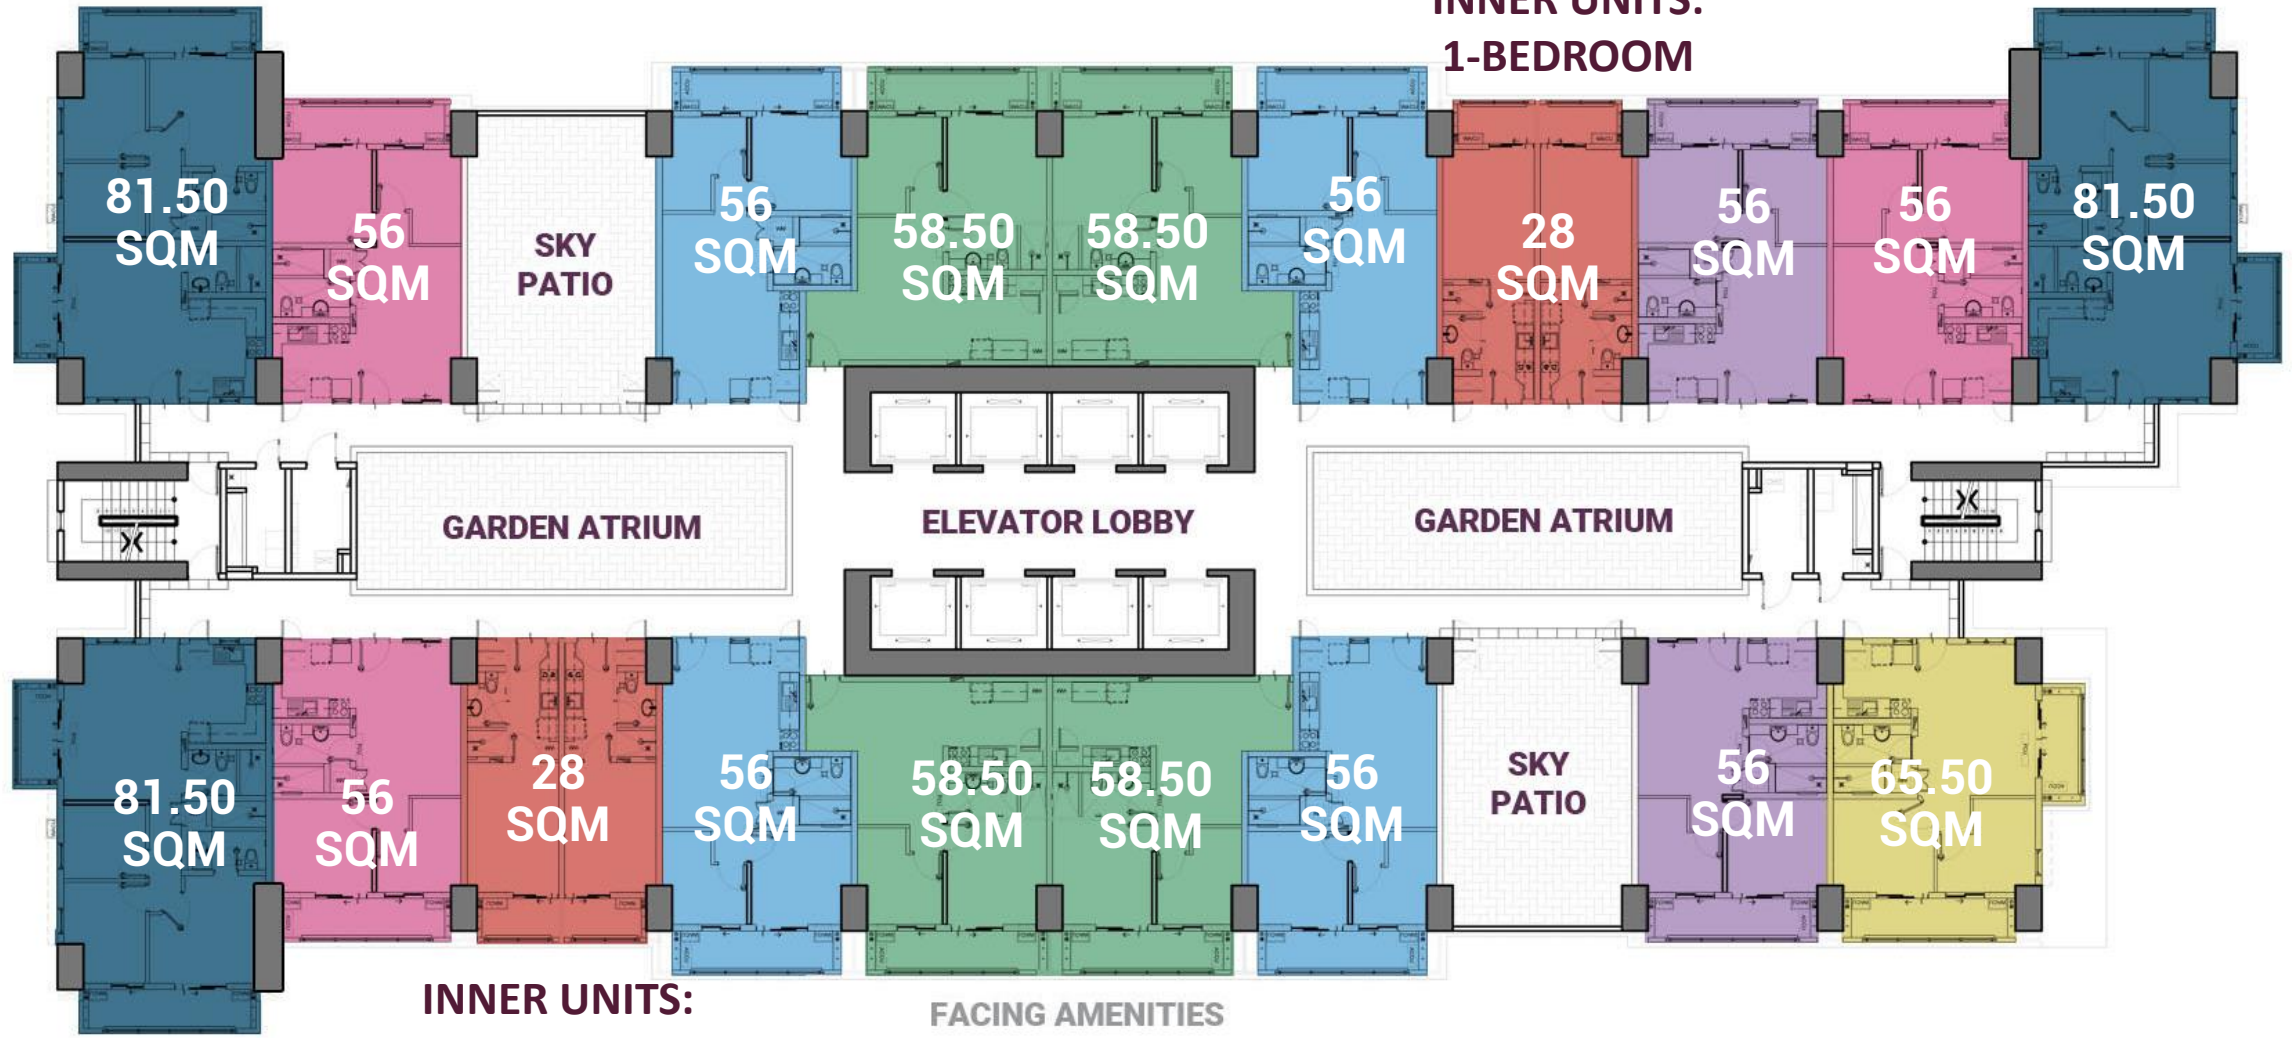 INNER UNITS:
1-BEDROOM
81.50
SQM
56
SQM
SKY
PATIO
56
SQM
58.50
SQM
58.50
SQM
56
SQM
28
SQM
56
SQM
56
SQM
81.50
SQM
GARDEN ATRIUM
ELEVATOR LOBBY
GARDEN ATRIUM
81.50
SQM
56
SQM
28
SQM
56
SQM
58.50
SQM
58.50
SQM
56
SQM
SKY
PATIO
56
SQM
65.50
SQM
INNER UNITS:
FACING AMENITIES